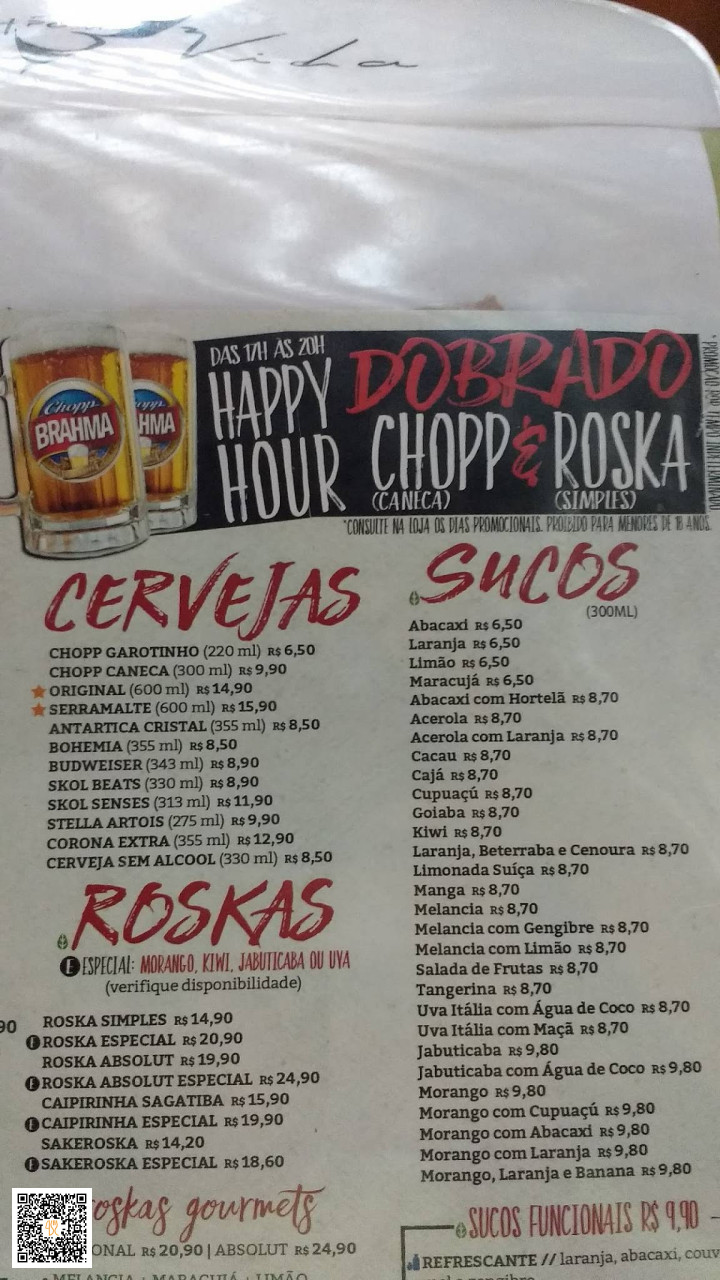 Vida
DAS 17H ÀS 20H
HAPPY HOUR
DOBRADO
CHOPP & ROSKA
(CANECA) (SIMPLES)
*CONSULTE NA LOJA OS DIAS PROMOCIONAIS. PROIBIDO PARA MENORES DE 18 ANOS.
Chopp
BRAHMA
CERVEJAS
CHOPP GAROTINHO (220 ml) R$ 6,50
CHOPP CANECA (300 ml) R$ 9,90
ORIGINAL (600 ml) R$ 14,90
SERRAMALTE (600 ml) R$ 15,90
ANTARTICA CRISTAL (355 ml) R$ 8,50
BOHEMIA (355 ml) R$ 8,50
BUDWEISER (343 ml) R$ 8,90
SKOL BEATS (330 ml) R$ 8,90
SKOL SENSES (313 ml) R$ 11,90
STELLA ARTOIS (275 ml) R$ 9,90
CORONA EXTRA (355 ml) R$ 12,90
CERVEJA SEM ALCOOL (330 ml) R$ 8,50
ROSKAS
E ESPECIAL: MORANGO, KIWI, JABUTICABA OU UVA
(verifique disponibilidade)
90
ROSKA SIMPLES R$ 14,90
E ROSKA ESPECIAL R$ 20,90
ROSKA ABSOLUT R$ 19,90
E ROSKA ABSOLUT ESPECIAL R$ 24,90
CAIPIRINHA SAGATIBA R$ 15,90
E CAIPIRINHA ESPECIAL R$ 19,90
SAKEROSKA R$ 14,20
E SAKEROSKA ESPECIAL R$ 18,60
roskas gourmets
ONAL R$ 20,90 | ABSOLUT R$ 24,90
MELANCIA + MARACUJÁ + LIMÃO
SUCOS
(300ML)
Abacaxi R$ 6,50
Laranja R$ 6,50
Limão R$ 6,50
Maracujá R$ 6,50
Abacaxi com Hortelã R$ 8,70
Acerola R$ 8,70
Acerola com Laranja R$ 8,70
Cacau R$ 8,70
Cajá R$ 8,70
Cupuaçú R$ 8,70
Goiaba R$ 8,70
Kiwi R$ 8,70
Laranja, Beterraba e Cenoura R$ 8,70
Limonada Suíça R$ 8,70
Manga R$ 8,70
Melancia R$ 8,70
Melancia com Gengibre R$ 8,70
Melancia com Limão R$ 8,70
Salada de Frutas R$ 8,70
Tangerina R$ 8,70
Uva Itália com Água de Coco R$ 8,70
Uva Itália com Maçã R$ 8,70
Jabuticaba R$ 9,80
Jabuticaba com Água de Coco R$ 9,80
Morango R$ 9,80
Morango com Cupuaçú R$ 9,80
Morango com Abacaxi R$ 9,80
Morango com Laranja R$ 9,80
Morango, Laranja e Banana R$ 9,80
SUCOS FUNCIONAIS R$ 9,90
REFRESCANTE // laranja, abacaxi, couv